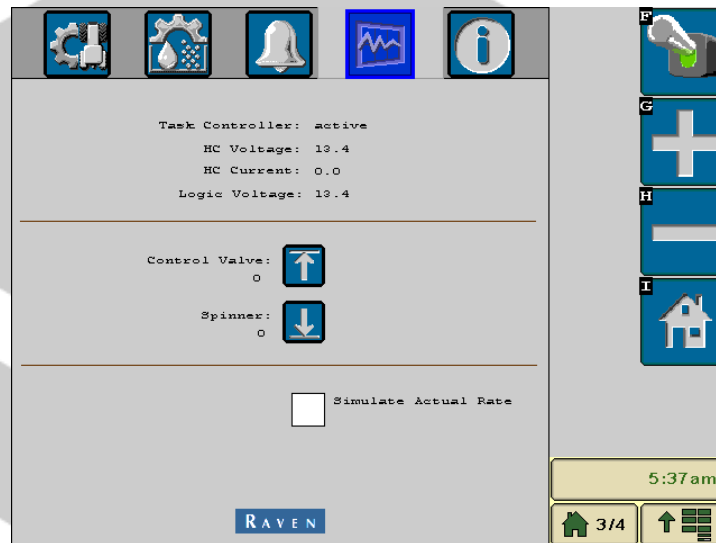 F
G
H
I
Task Controller: active
HC Voltage: 13.4
HC Current: 0.0
Logic Voltage: 13.4
Control Valve:
0
Spinner:
0
Simulate Actual Rate
RAVEN
5:37am
3/4